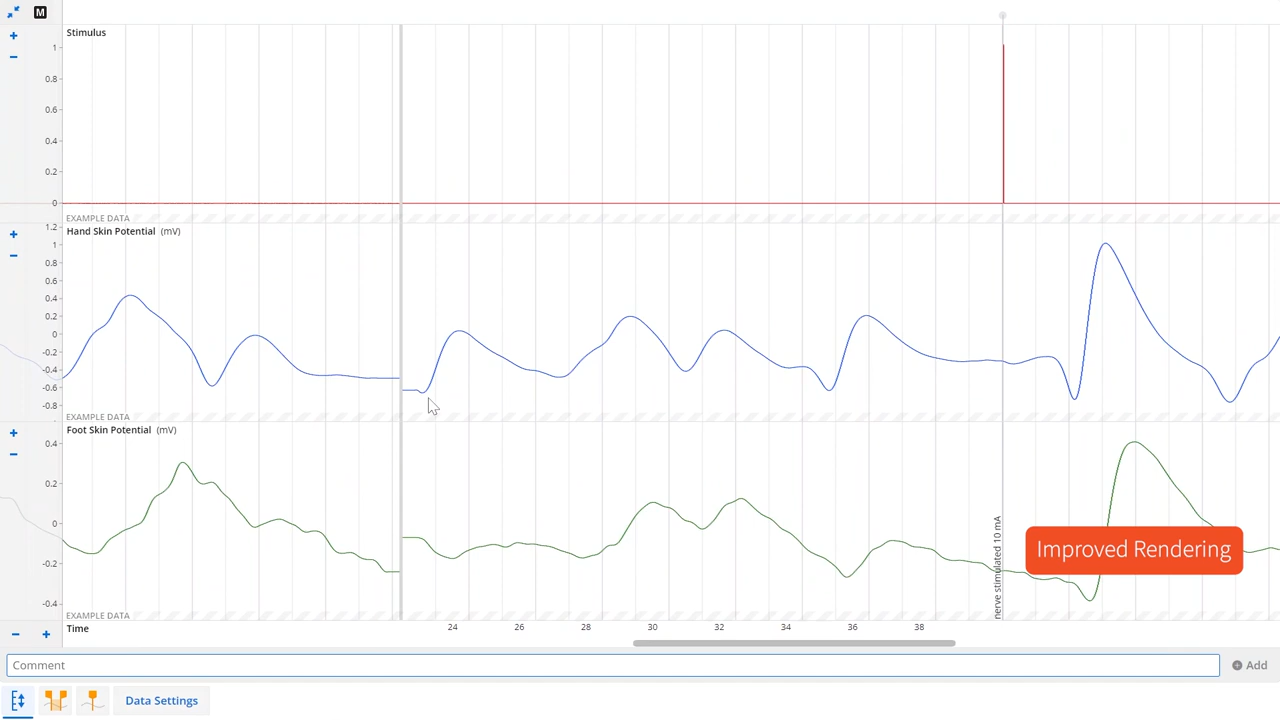 M
Stimulus
1
0.8
0.6
0.4
0.2
0
EXAMPLE DATA
Hand Skin Potential (mV)
1.2
1
0.8
0.6
0.4
0.2
0
-0.2
-0.4
-0.6
-0.8
EXAMPLE DATA
Foot Skin Potential (mV)
0.4
0.2
0
-0.2
-0.4
nerve stimulated 10 mA
Improved Rendering
EXAMPLE DATA
Time
24 26 28 30 32 34 36 38
Comment
Add
Data Settings